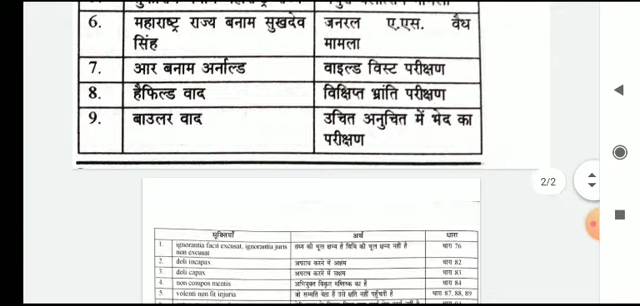 6. महाराष्ट्र राज्य बनाम सुखदेव जनरल ए.एस. वैध
सिंह मामला
7. आर बनाम अर्नाल्ड वाइल्ड विस्ट परीक्षण
8. हैफिल्ड वाद विक्षिप्त भ्रांति परीक्षण
9. बाउलर वाद उचित अनुचित में भेद का
परीक्षण
2/2
सूक्तियाँ अर्थ धारा
1. ignorantia facit excusat, ignorantia juris तथ्य की भूल क्षम्य है विधि की भूल क्षम्य नहीं है धारा 76
non excusat
2. doli incapax अपराध करने में अक्षम धारा 82
3. doli capax अपराध करने में सक्षम धारा 83
4. non compos mentis अभियुक्त विकृत मस्तिष्क का है धारा 84
5. volenti non fit injuria जो सम्मति देता है उसे क्षति नहीं पहुँचती है धारा 87, 88, 89